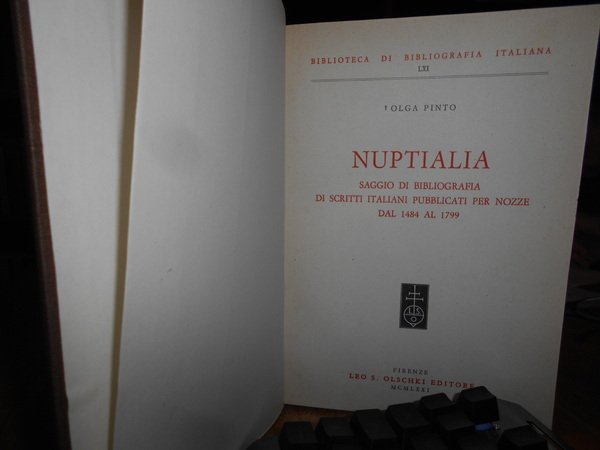 BIBLIOTECA DI BIBLIOGRAFIA ITALIANA
LXI
† OLGA PINTO
NUPTIALIA
SAGGIO DI BIBLIOGRAFIA
DI SCRITTI ITALIANI PUBBLICATI PER NOZZE
DAL 1484 AL 1799
FIRENZE
LEO S. OLSCHKI EDITORE
MCMLXXI